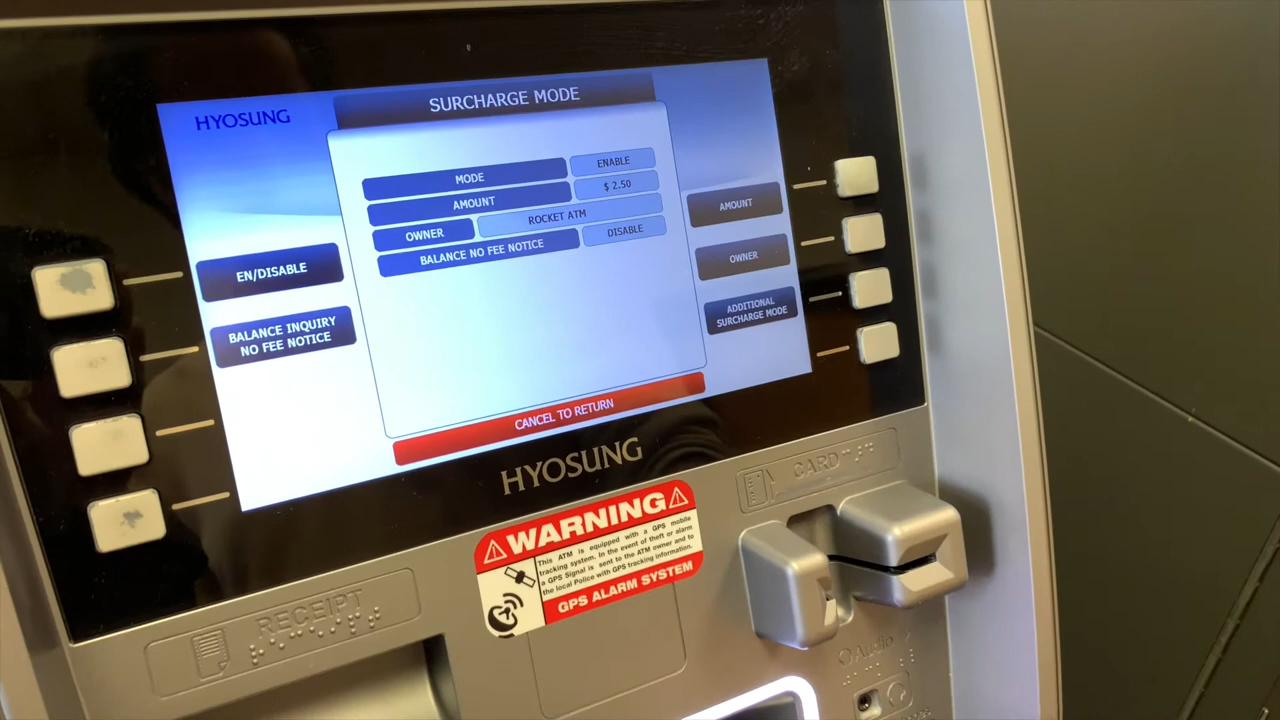 HYOSUNG
SURCHARGE MODE
MODE
ENABLE
AMOUNT
$ 2.50
OWNER
ROCKET ATM
BALANCE NO FEE NOTICE
DISABLE
EN/DISABLE
BALANCE INQUIRY
NO FEE NOTICE
AMOUNT
OWNER
ADDITIONAL
SURCHARGE MODE
CANCEL TO RETURN
HYOSUNG
CARD
WARNING
This ATM is equipped with a GPS mobile
tracking system. In the event of theft or alarm
a GPS Signal is sent to the ATM owner and to
the local Police with GPS tracking information.
GPS ALARM SYSTEM
RECEIPT
Audio